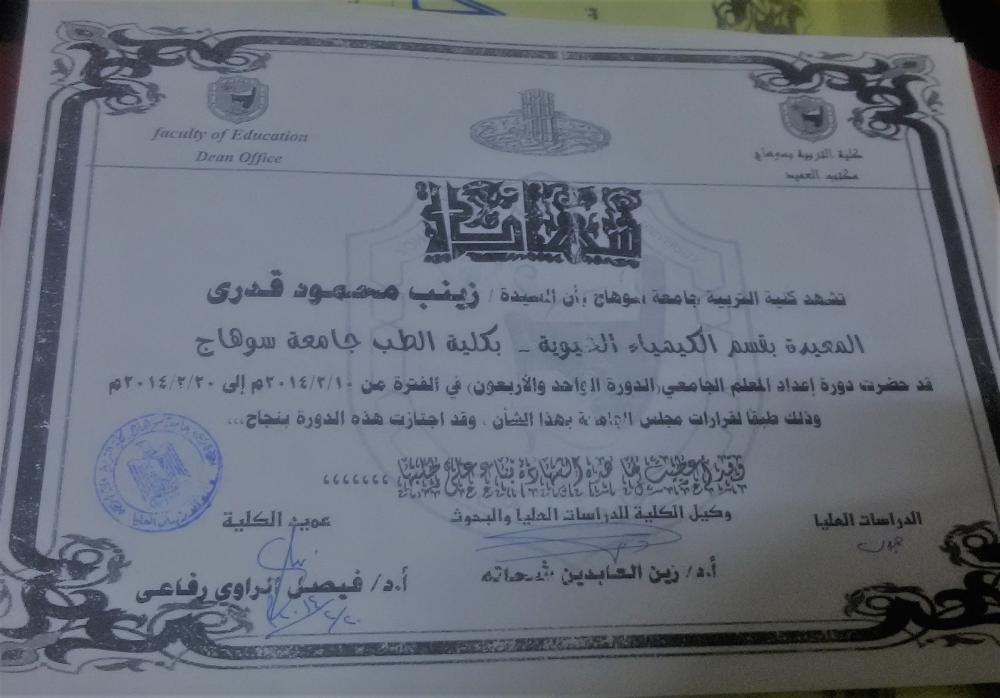 faculty of Education
Dean Office
كلية التربية بسوهاج
مكتب العميد
شهادة
تشهد كلية التربية جامعة سوهاج بأن السيدة / زينب محمود قدرى
المعيدة بقسم الكيمياء الحيوية - بكلية الطب جامعة سوهاج
قد حضرت دورة إعداد المعلم الجامعي (الدورة الواحد والأربعون) في الفترة من ٢٠١٤/٢/١٠م إلى ٢٠١٤/٢/٢٠م
وذلك طبقا لقرارات مجلس الجامعة بهذا الشأن ، وقد اجتازت هذه الدورة بنجاح...
وقد أعطيت لها هذه الشهادة بناء على طلبها ،،،،،،،
الدراسات العليا
وكيل الكلية للدراسات العليا والبحوث
عميد الكلية
أ.د/ زين العابدين شحاته
أ.د/ فيصل الراوي رفاعى